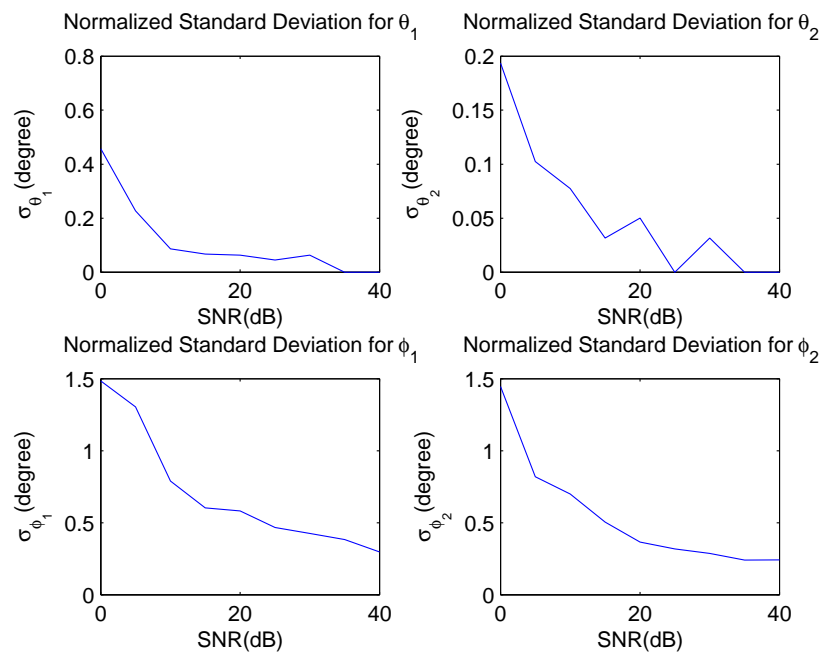 Normalized Standard Deviation for θ1
0.8
0.6
0.4
0.2
0
σθ1(degree)
0 20 40
SNR(dB)
Normalized Standard Deviation for θ2
0.2
0.15
0.1
0.05
0
σθ2(degree)
0 20 40
SNR(dB)
Normalized Standard Deviation for ϕ1
1.5
1
0.5
0
σϕ1(degree)
0 20 40
SNR(dB)
Normalized Standard Deviation for ϕ2
1.5
1
0.5
0
σϕ2(degree)
0 20 40
SNR(dB)